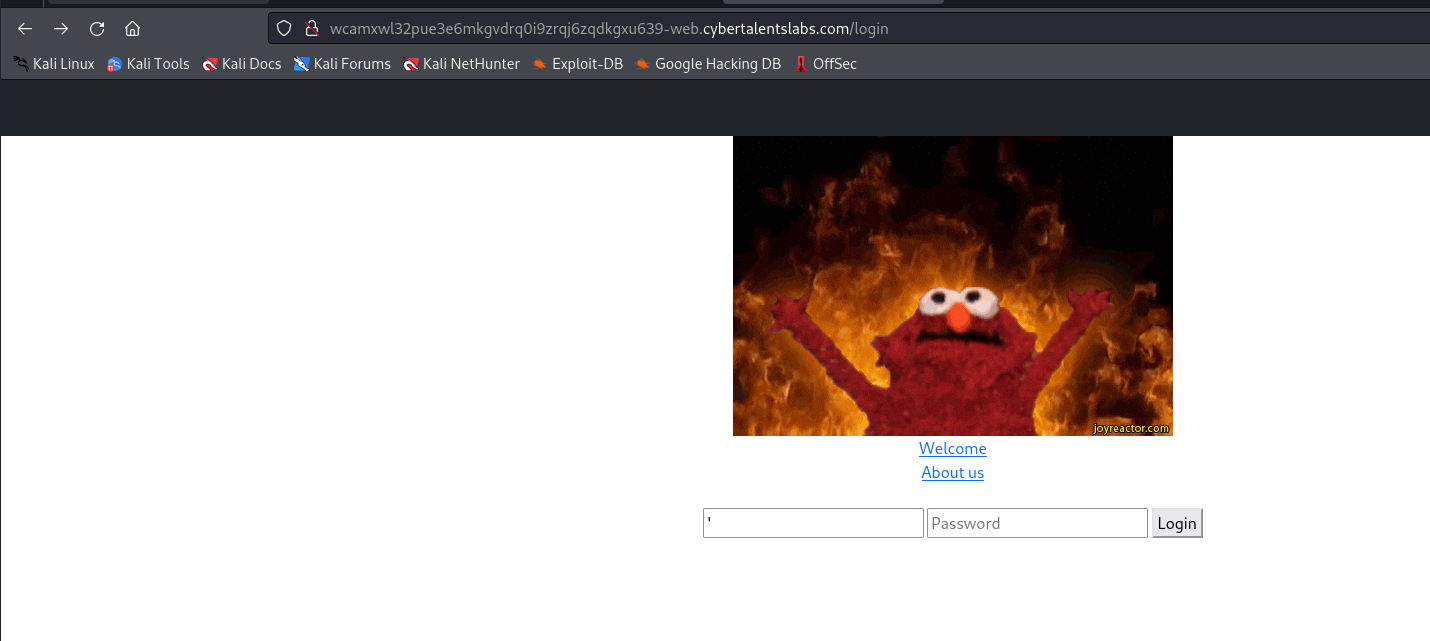 wcamxwl32pue3e6mkgvdrq0i9zrqj6zqdkgxu639-web.cybertalentslabs.com/login
Kali Linux Kali Tools Kali Docs Kali Forums Kali NetHunter Exploit-DB Google Hacking DB OffSec
joyreactor.com
Welcome
About us
' Password Login